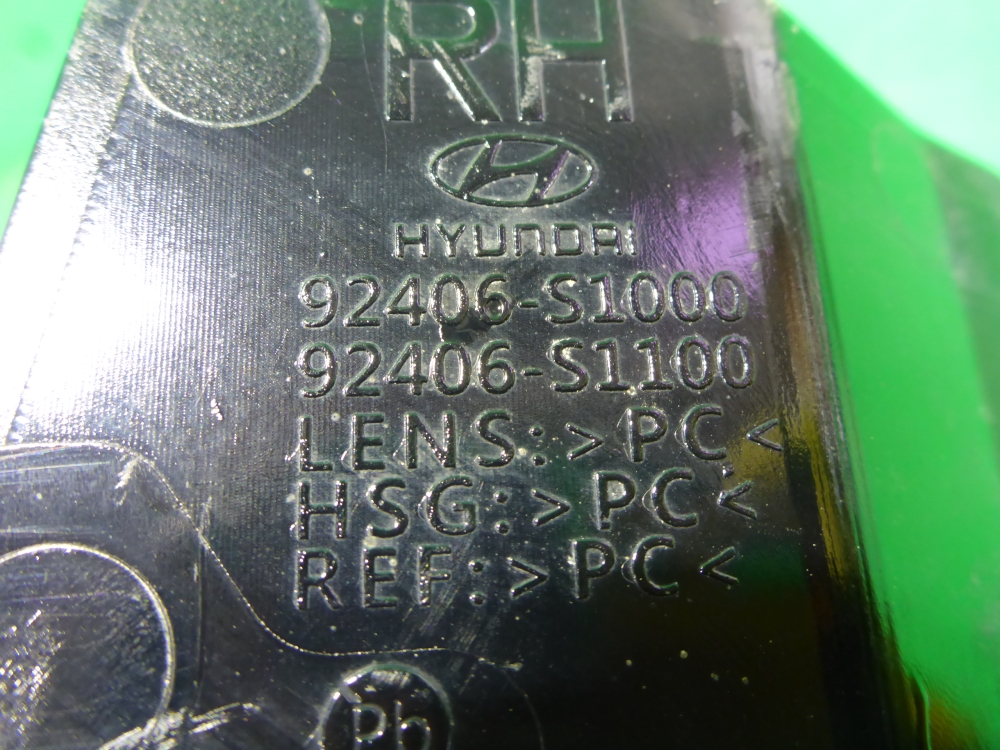 RH
HYUNDAI
92406-S1000
92406-S1100
LENS:>PC<
HSG:>PC<
REF:>PC<
Pb